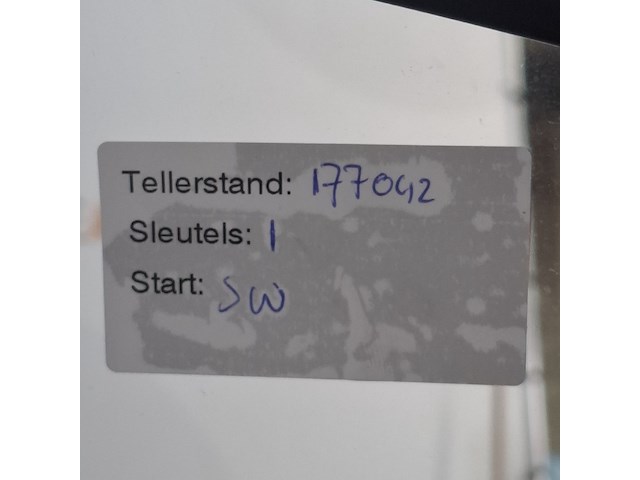 Tellerstand: 177042
Sleutels: 1
Start: SW